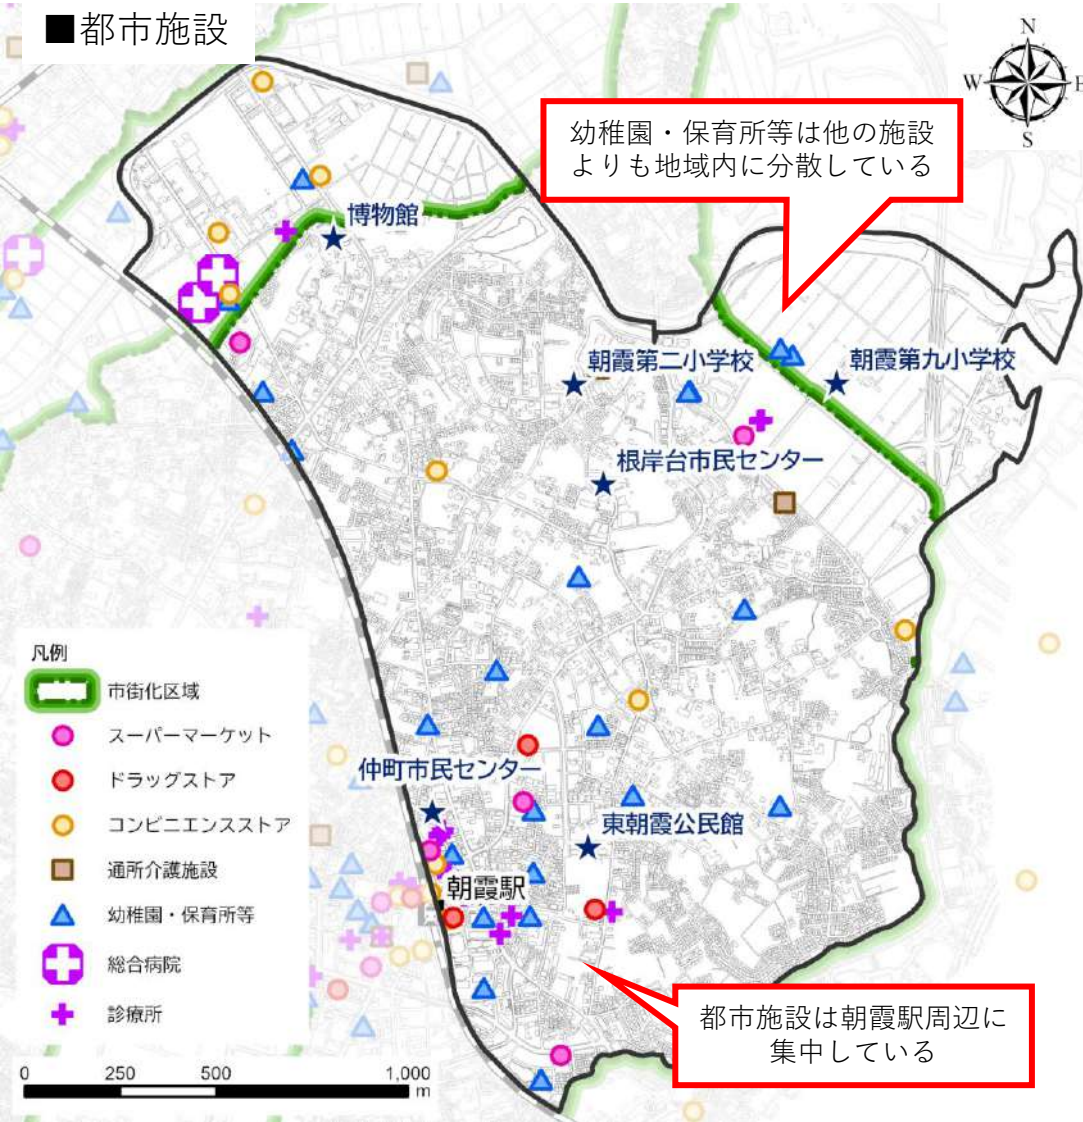 ■都市施設
N
W
E
S
幼稚園・保育所等は他の施設
よりも地域内に分散している
博物館
朝霞第二小学校
朝霞第九小学校
根岸台市民センター
仲町市民センター
東朝霞公民館
朝霞駅
都市施設は朝霞駅周辺に
集中している
凡例
市街化区域
スーパーマーケット
ドラッグストア
コンビニエンスストア
通所介護施設
幼稚園・保育所等
総合病院
診療所
0 250 500 1,000
m